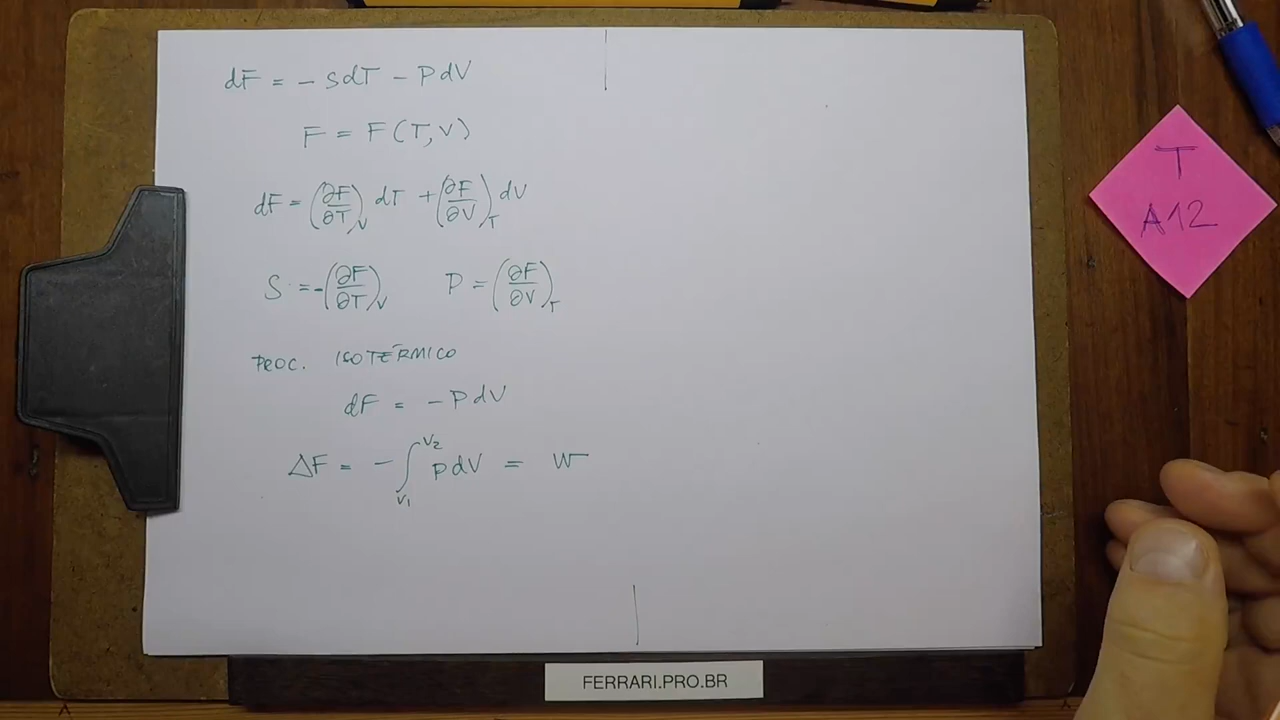 dF = - SdT - PdV
F = F(T,V)
dF = (∂F/∂T)_V dT + (∂F/∂V)_T dV
S = -(∂F/∂T)_V P = (∂F/∂V)_T
PROC. ISOTÉRMICO
dF = - PdV
ΔF = - ∫_{V1}^{V2} PdV = W
T
A12
FERRARI.PRO.BR